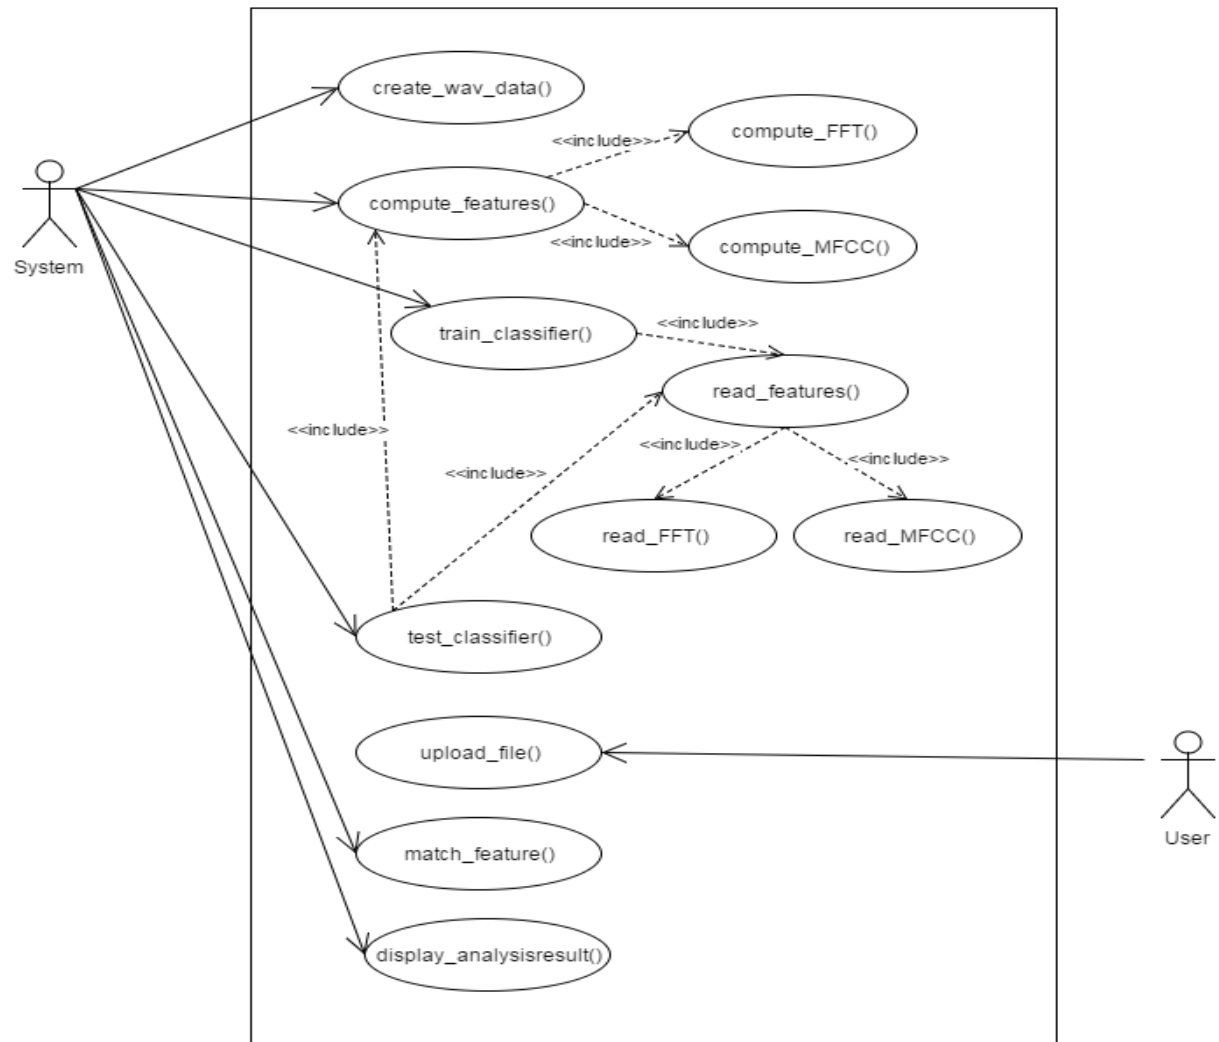 create_wav_data()
compute_FFT()
<<include>>
compute_features()
<<include>>
compute_MFCC()
System
train_classifier()
<<include>>
read_features()
<<include>>
<<include>>
<<include>>
<<include>>
read_FFT()
read_MFCC()
test_classifier()
upload_file()
User
match_feature()
display_analysisresult()